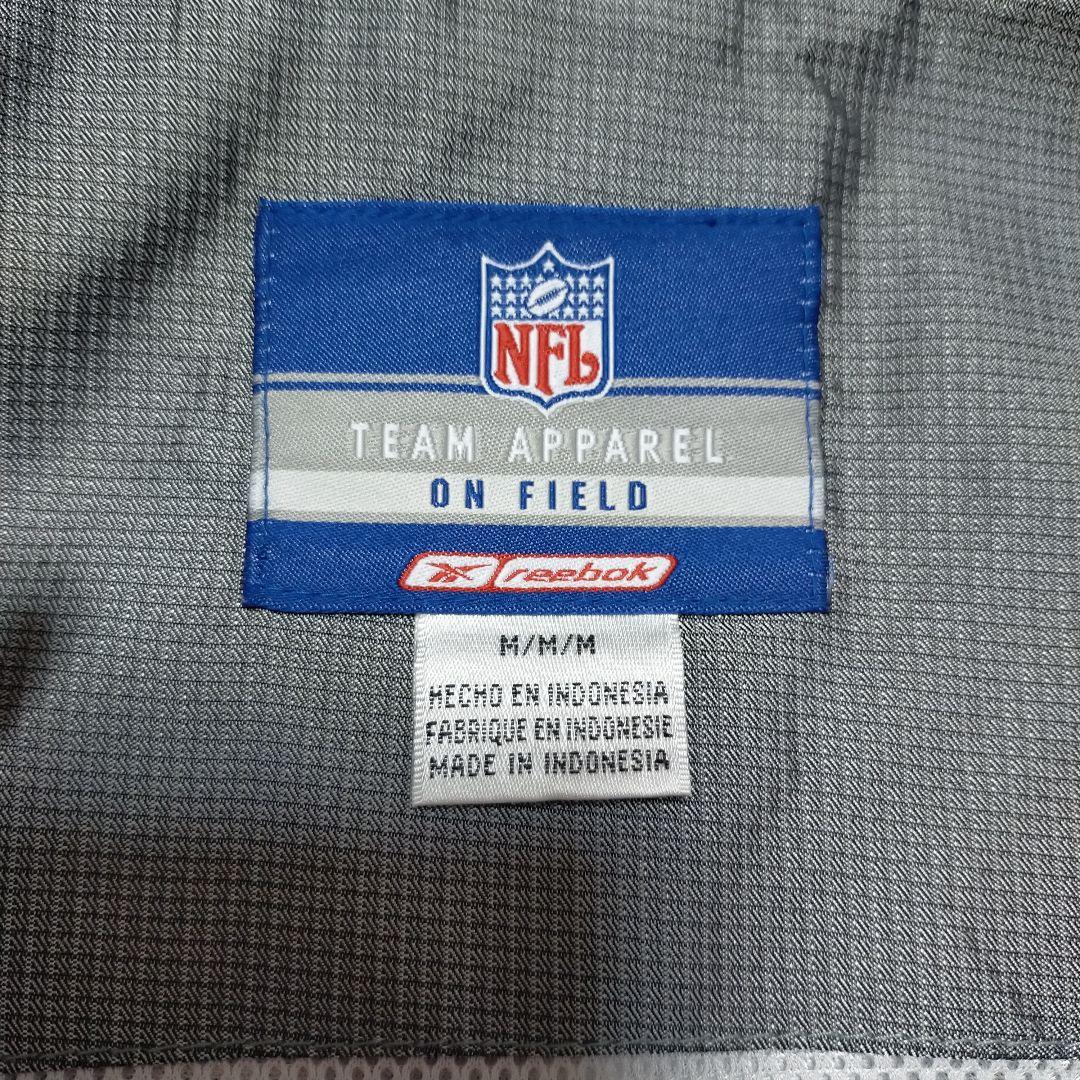 NFL
TEAM APPAREL
ON FIELD
reebok
M/M/M
HECHO EN INDONESIA
FABRIQUE EN INDONESIE
MADE IN INDONESIA